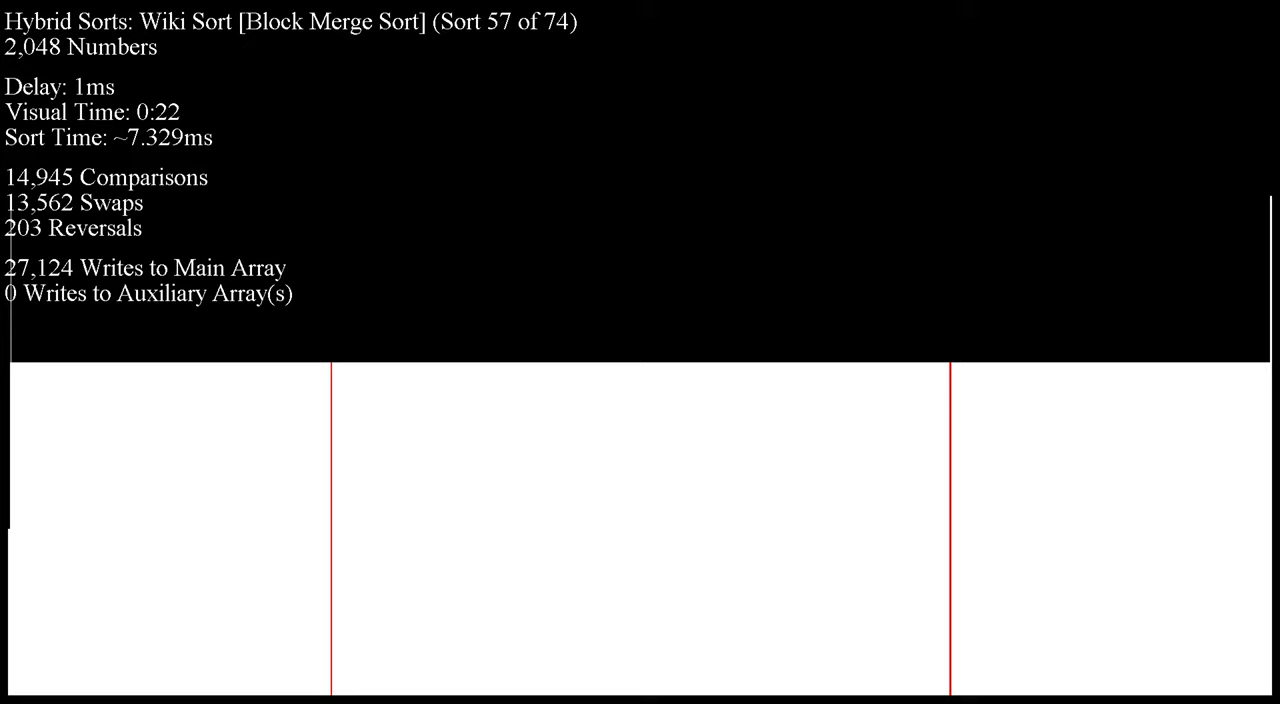 Hybrid Sorts: Wiki Sort [Block Merge Sort] (Sort 57 of 74)
2,048 Numbers
Delay: 1ms
Visual Time: 0:22
Sort Time: ~7.329ms
14,945 Comparisons
13,562 Swaps
203 Reversals
27,124 Writes to Main Array
0 Writes to Auxiliary Array(s)